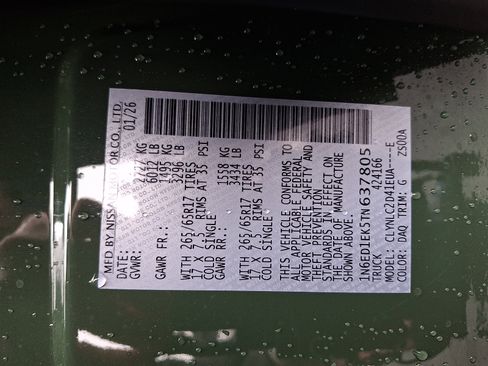 MFD BY NISSAN MOTOR CO., LTD.
DATE: 01/26
GVWR: KG 6012 LB
GAWR FR.: 1495 KG 3296 LB
WITH 265/65R17 TIRES
17 X 7.5 RIMS AT 35 PSI
COLD SINGLE
GAWR RR.: 1558 KG 3434 LB
WITH 265/65R17 TIRES
17 X 7.5 RIMS AT 35 PSI
COLD SINGLE
THIS VEHICLE CONFORMS TO
ALL APPLICABLE FEDERAL
MOTOR VEHICLE SAFETY AND
THEFT PREVENTION
STANDARDS IN EFFECT ON
THE DATE OF MANUFACTURE
SHOWN ABOVE.
1N6ED1EK5TN637805
TRUCK 424166
MODEL: CLYNLC2D41EUA----E
COLOR: DAQ TRIM: G ZS00A